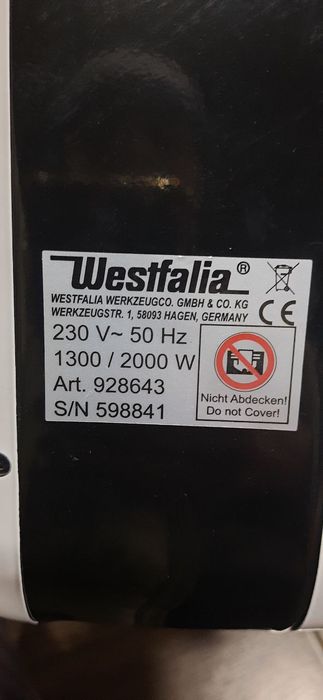 Westfalia®
WESTFALIA WERKZEUGCO. GMBH & CO. KG
WERKZEUGSTR. 1, 58093 HAGEN, GERMANY
CE
230 V~ 50 Hz
1300 / 2000 W
Art. 928643
S/N 598841
Nicht Abdecken!
Do not Cover!